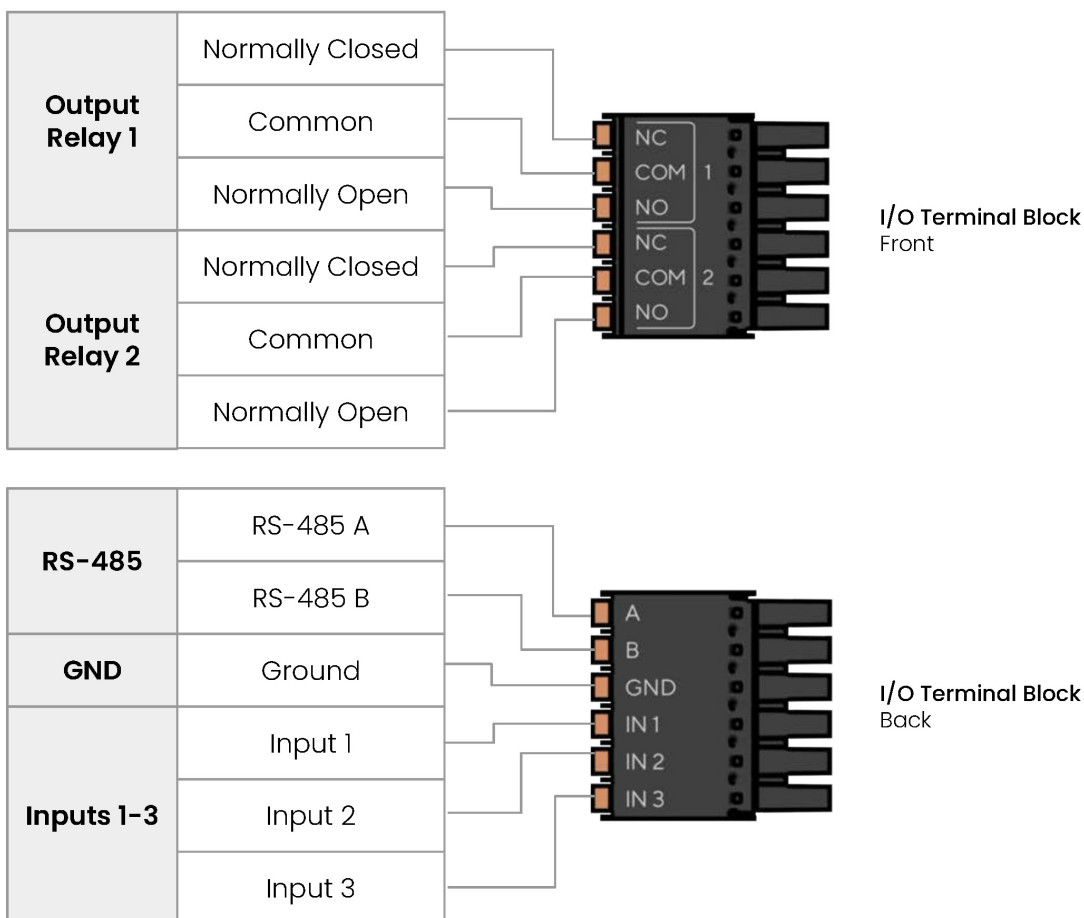 Output
Relay 1
Normally Closed
Common
Normally Open
Output
Relay 2
Normally Closed
Common
Normally Open
NC
COM 1
NO
NC
COM 2
NO
I/O Terminal Block
Front
RS-485
RS-485 A
RS-485 B
GND
Ground
Inputs 1-3
Input 1
Input 2
Input 3
A
B
GND
IN 1
IN 2
IN 3
I/O Terminal Block
Back